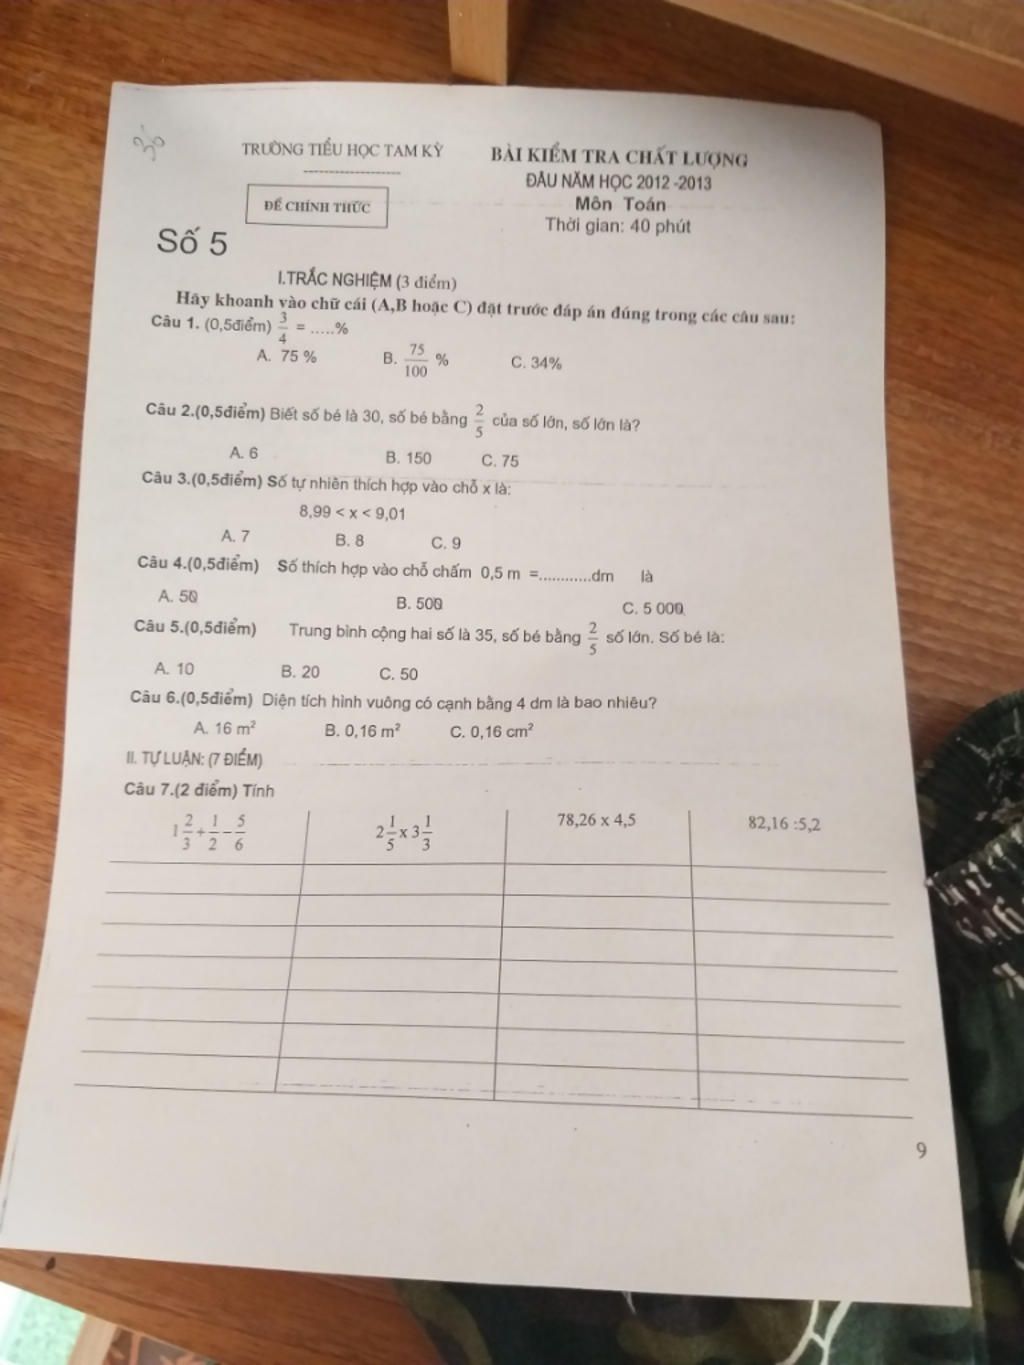 36
TRƯỜNG TIỂU HỌC TAM KỲ
BÀI KIỂM TRA CHẤT LƯỢNG
ĐẦU NĂM HỌC 2012 -2013
Môn Toán
Thời gian: 40 phút
ĐỀ CHÍNH THỨC
Số 5
I.TRẮC NGHIỆM (3 điểm)
Hãy khoanh vào chữ cái (A,B hoặc C) đặt trước đáp án đúng trong các câu sau:
Câu 1. (0,5điểm) 3/4 = .....%
A. 75 % B. 75/100 % C. 34%
Câu 2.(0,5điểm) Biết số bé là 30, số bé bằng 2/5 của số lớn, số lớn là?
A. 6 B. 150 C. 75
Câu 3.(0,5điểm) Số tự nhiên thích hợp vào chỗ x là:
8,99 < x < 9,01
A. 7 B. 8 C. 9
Câu 4.(0,5điểm) Số thích hợp vào chỗ chấm 0,5 m =............dm là
A. 50 B. 500 C. 5 000
Câu 5.(0,5điểm) Trung bình cộng hai số là 35, số bé bằng 2/5 số lớn. Số bé là:
A. 10 B. 20 C. 50
Câu 6.(0,5điểm) Diện tích hình vuông có cạnh bằng 4 dm là bao nhiêu?
A. 16 m² B. 0,16 m² C. 0,16 cm²
II. TỰ LUẬN: (7 ĐIỂM)
Câu 7.(2 điểm) Tính
1 2/3 + 1/2 − 5/6 2 1/5 x 3 1/3 78,26 x 4,5 82,16 :5,2
9